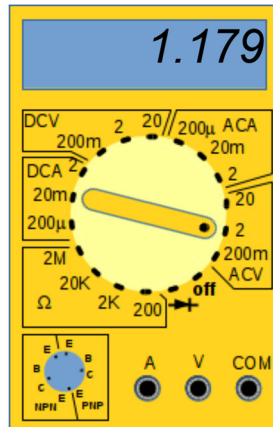 1.179
DCV 200m 2 20 200µ ACA
20m
2
DCA 2 20
20m
200µ 2
2M 200m
20K ACV
Ω 2K 200 off
E E B C E
E B C E
NPN PNP
A V COM